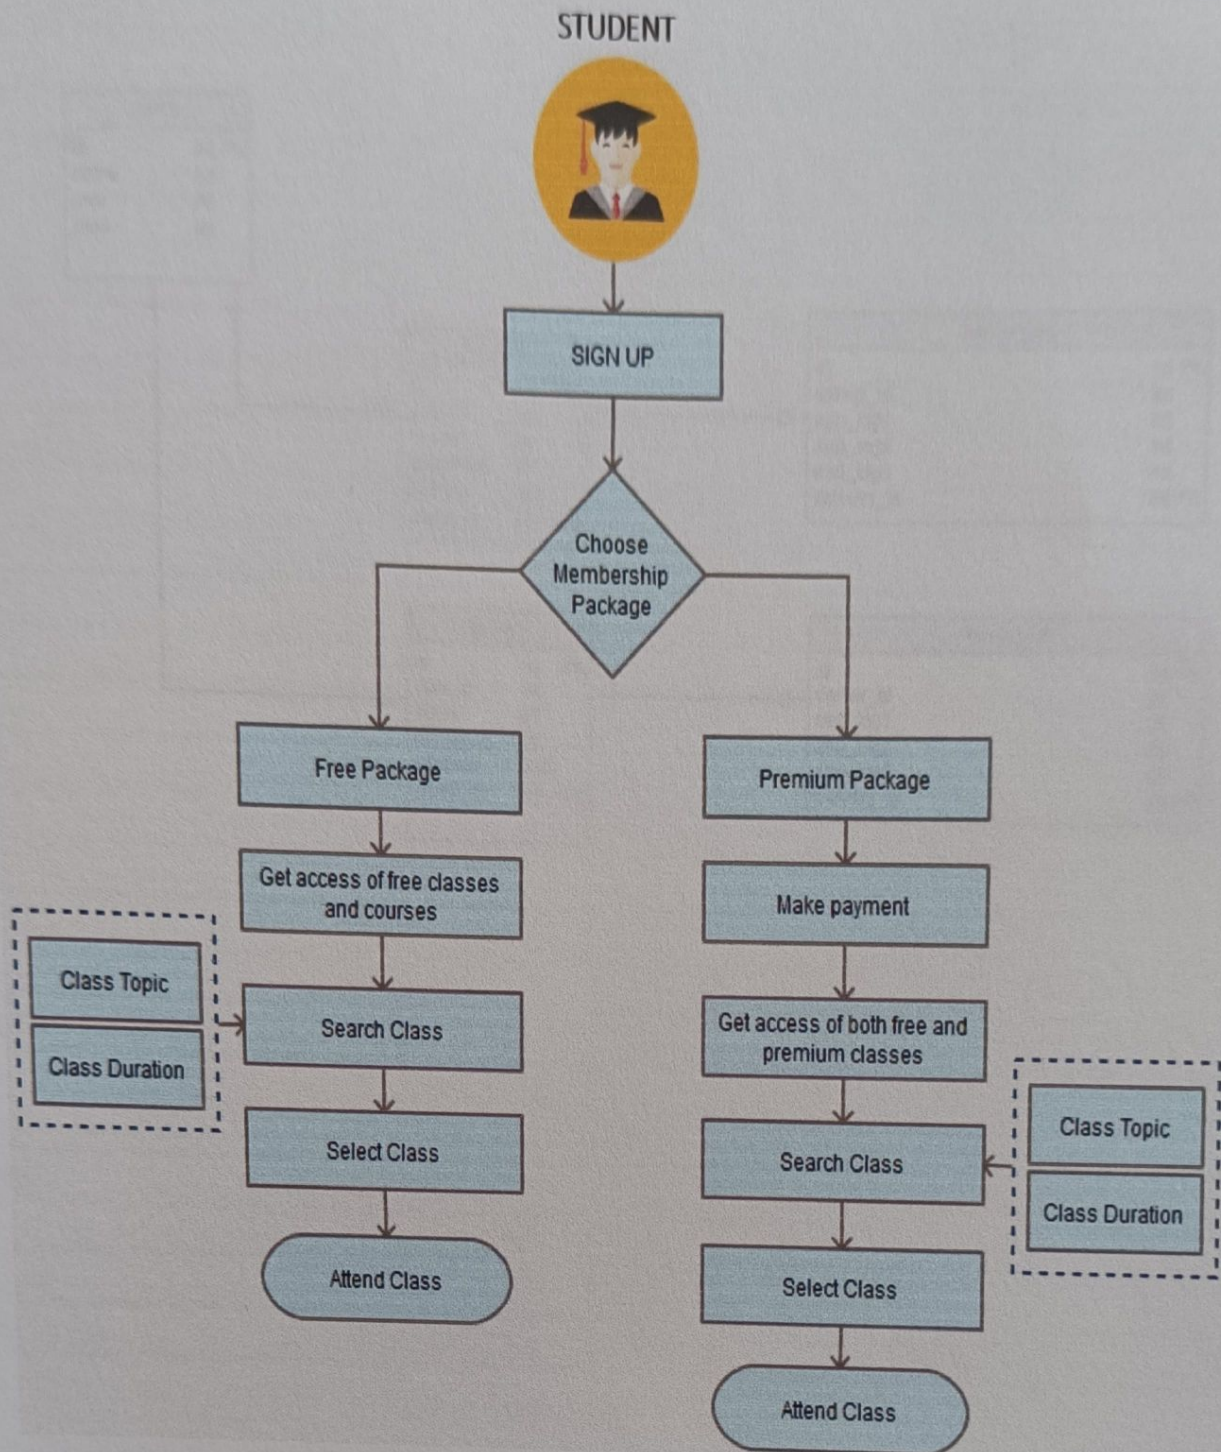 STUDENT
SIGN UP
Choose
Membership
Package
Free Package
Get access of free classes
and courses
Class Topic
Class Duration
Search Class
Select Class
Attend Class
Premium Package
Make payment
Get access of both free and
premium classes
Class Topic
Class Duration
Search Class
Select Class
Attend Class